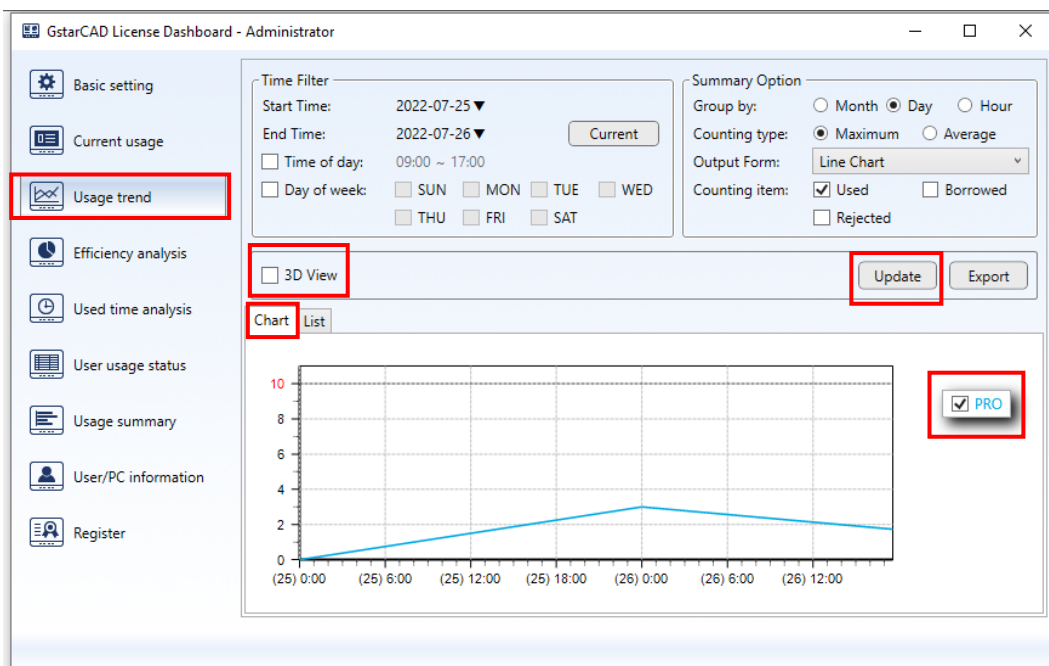 GstarCAD License Dashboard - Administrator
Basic setting
Current usage
Usage trend
Efficiency analysis
Used time analysis
User usage status
Usage summary
User/PC information
Register
Time Filter
Start Time: 2022-07-25▼
End Time: 2022-07-26▼ Current
Time of day: 09:00 ~ 17:00
Day of week: SUN MON TUE WED
THU FRI SAT
Summary Option
Group by: Month Day Hour
Counting type: Maximum Average
Output Form: Line Chart
Counting item: Used Borrowed
Rejected
3D View Update Export
Chart List
10
8
6
4
2
0
(25) 0:00 (25) 6:00 (25) 12:00 (25) 18:00 (26) 0:00 (26) 6:00 (26) 12:00
PRO